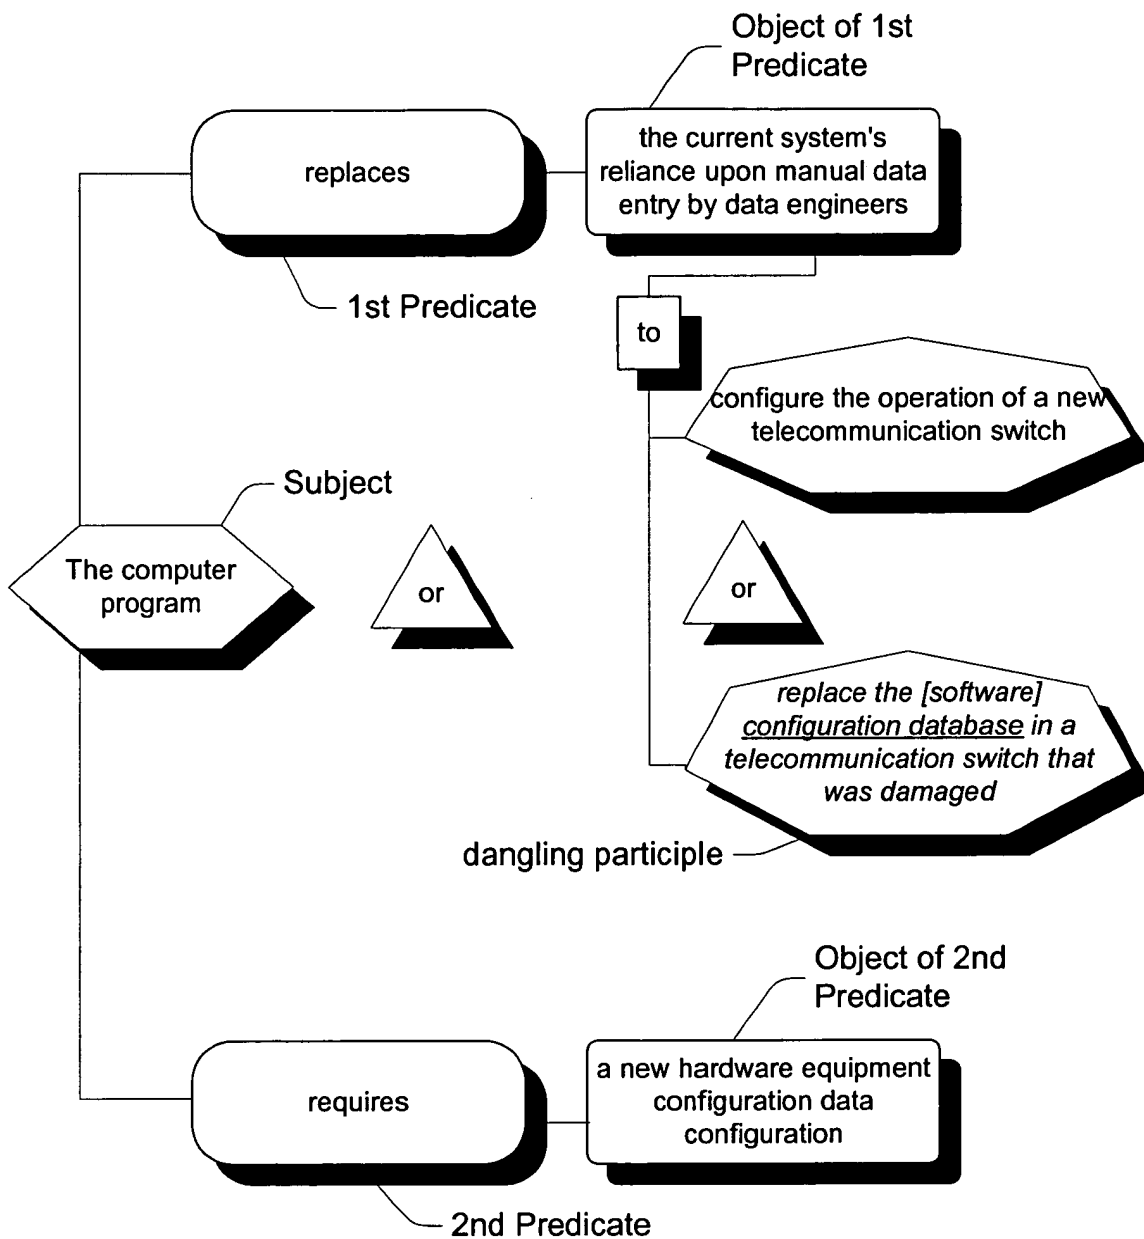 Object of 1st
Predicate
replaces
the current system's
reliance upon manual data
entry by data engineers
1st Predicate
to
configure the operation of a new
telecommunication switch
Subject
The computer
program
or
or
replace the [software]
configuration database in a
telecommunication switch that
was damaged
dangling participle
Object of 2nd
Predicate
requires
a new hardware equipment
configuration data
configuration
2nd Predicate